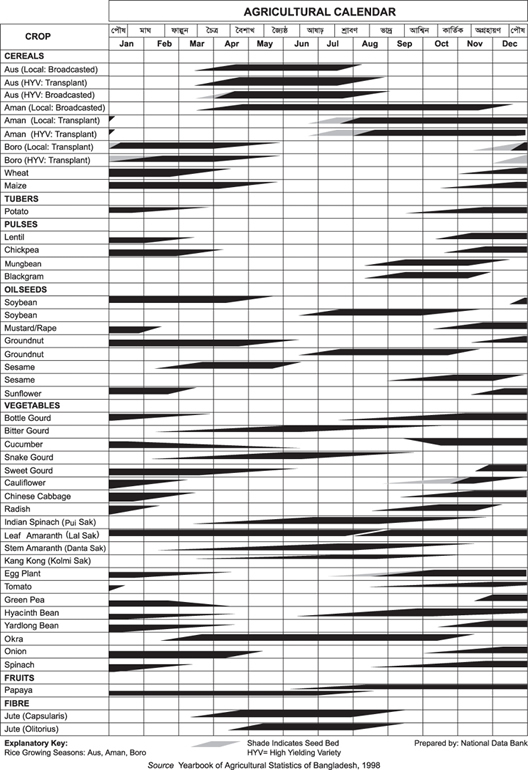 AGRICULTURAL CALENDAR
CROP
পৌষ মাঘ ফাল্গুন চৈত্র বৈশাখ জ্যৈষ্ঠ আষাঢ় শ্রাবণ ভাদ্র আশ্বিন কার্তিক অগ্রহায়ণ পৌষ
Jan Feb Mar Apr May Jun Jul Aug Sep Oct Nov Dec
CEREALS
Aus (Local: Broadcasted)
Aus (HYV: Transplant)
Aus (HYV: Broadcasted)
Aman (Local: Broadcasted)
Aman (Local: Transplant)
Aman (HYV: Transplant)
Boro (Local: Transplant)
Boro (HYV: Transplant)
Wheat
Maize
TUBERS
Potato
PULSES
Lentil
Chickpea
Mungbean
Blackgram
OILSEEDS
Soybean
Soybean
Mustard/Rape
Groundnut
Groundnut
Sesame
Sesame
Sunflower
VEGETABLES
Bottle Gourd
Bitter Gourd
Cucumber
Snake Gourd
Sweet Gourd
Cauliflower
Chinese Cabbage
Radish
Indian Spinach (Pui Sak)
Leaf Amaranth (Lal Sak)
Stem Amaranth (Danta Sak)
Kang Kong (Kolmi Sak)
Egg Plant
Tomato
Green Pea
Hyacinth Bean
Yardlong Bean
Okra
Onion
Spinach
FRUITS
Papaya
FIBRE
Jute (Capsularis)
Jute (Olitorius)
Explanatory Key: Shade Indicates Seed Bed Prepared by: National Data Bank
Rice Growing Seasons: Aus, Aman, Boro HYV= High Yielding Variety
Source Yearbook of Agricultural Statistics of Bangladesh, 1998